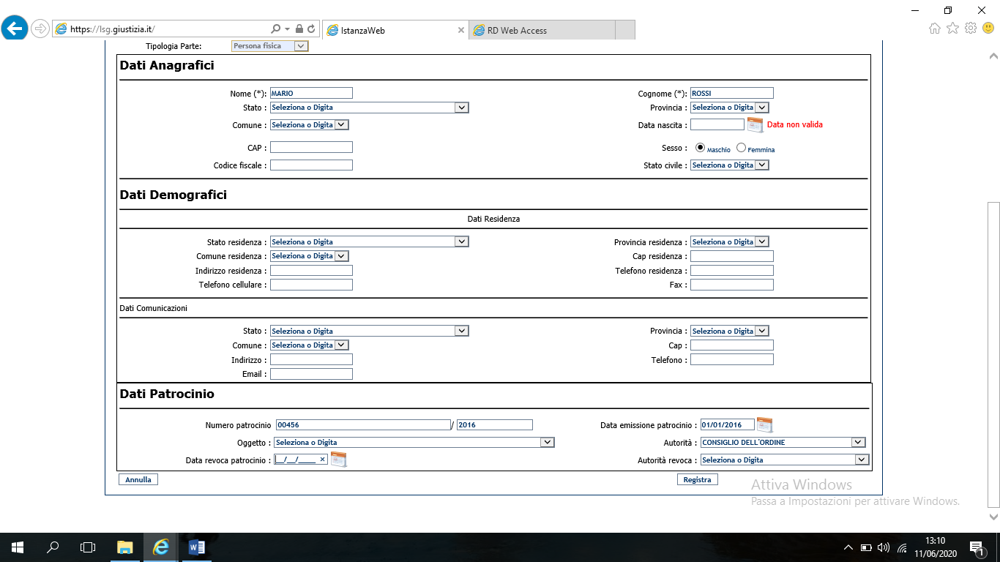 https://lsg.giustizia.it/
IstanzaWeb
RD Web Access
Tipologia Parte: Persona fisica
Dati Anagrafici
Nome (*): MARIO Cognome (*): ROSSI
Stato : Seleziona o Digita Provincia : Seleziona o Digita
Comune : Seleziona o Digita Data nascita : Data non valida
CAP : Sesso : Maschio Femmina
Codice fiscale : Stato civile : Seleziona o Digita
Dati Demografici
Dati Residenza
Stato residenza : Seleziona o Digita Provincia residenza : Seleziona o Digita
Comune residenza : Seleziona o Digita Cap residenza :
Indirizzo residenza : Telefono residenza :
Telefono cellulare : Fax :
Dati Comunicazioni
Stato : Seleziona o Digita Provincia : Seleziona o Digita
Comune : Seleziona o Digita Cap :
Indirizzo : Telefono :
Email :
Dati Patrocinio
Numero patrocinio 00456 / 2016 Data emissione patrocinio : 01/01/2016
Oggetto : Seleziona o Digita Autorità : CONSIGLIO DELL'ORDINE
Data revoca patrocinio : __/__/____ Autorità revoca : Seleziona o Digita
Annulla Registra
Attiva Windows
Passa a Impostazioni per attivare Windows.
13:10
11/06/2020
1